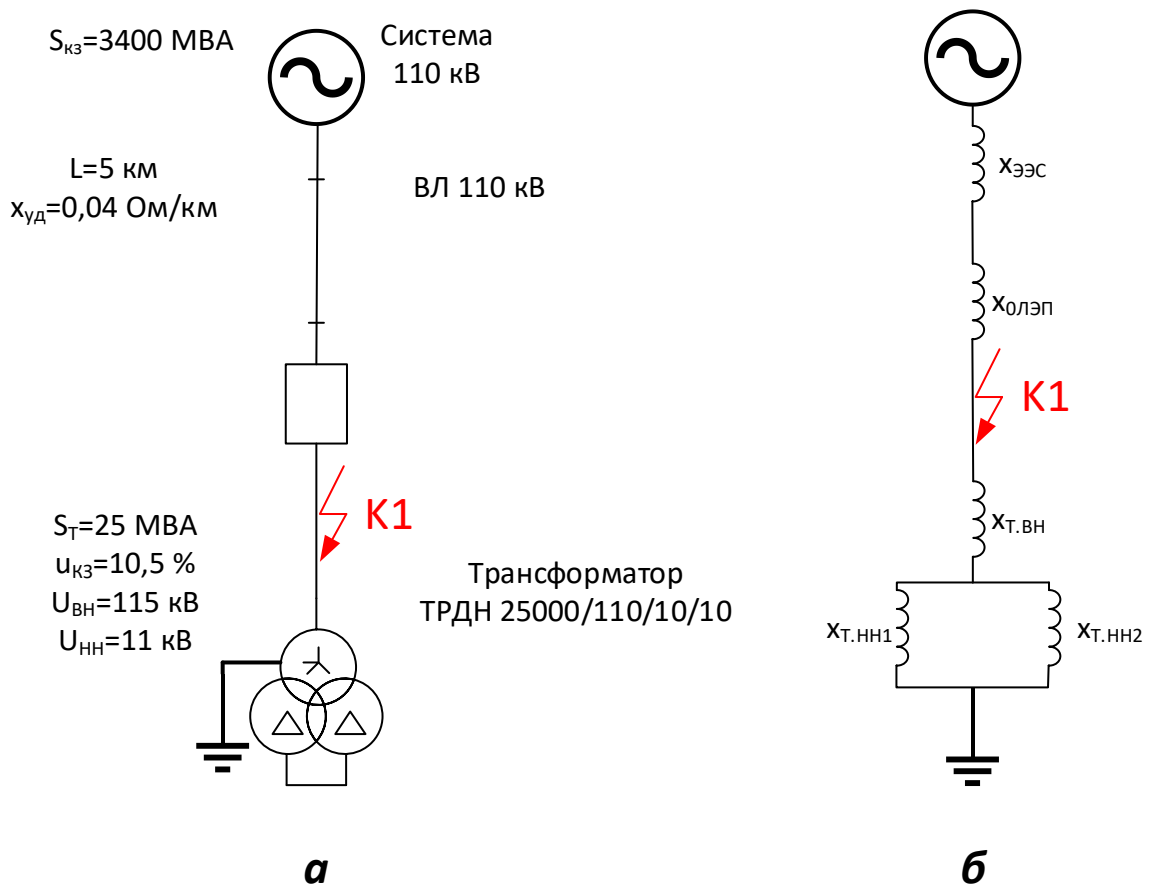 Sкз=3400 МВА
Система
110 кВ
L=5 км
xуд=0,04 Ом/км
ВЛ 110 кВ
K1
Sт=25 МВА
uкз=10,5 %
Uвн=115 кВ
Uнн=11 кВ
Трансформатор
ТРДН 25000/110/10/10
а
xЭЭС
x0ЛЭП
K1
xТ.ВН
xТ.НН1
xТ.НН2
б